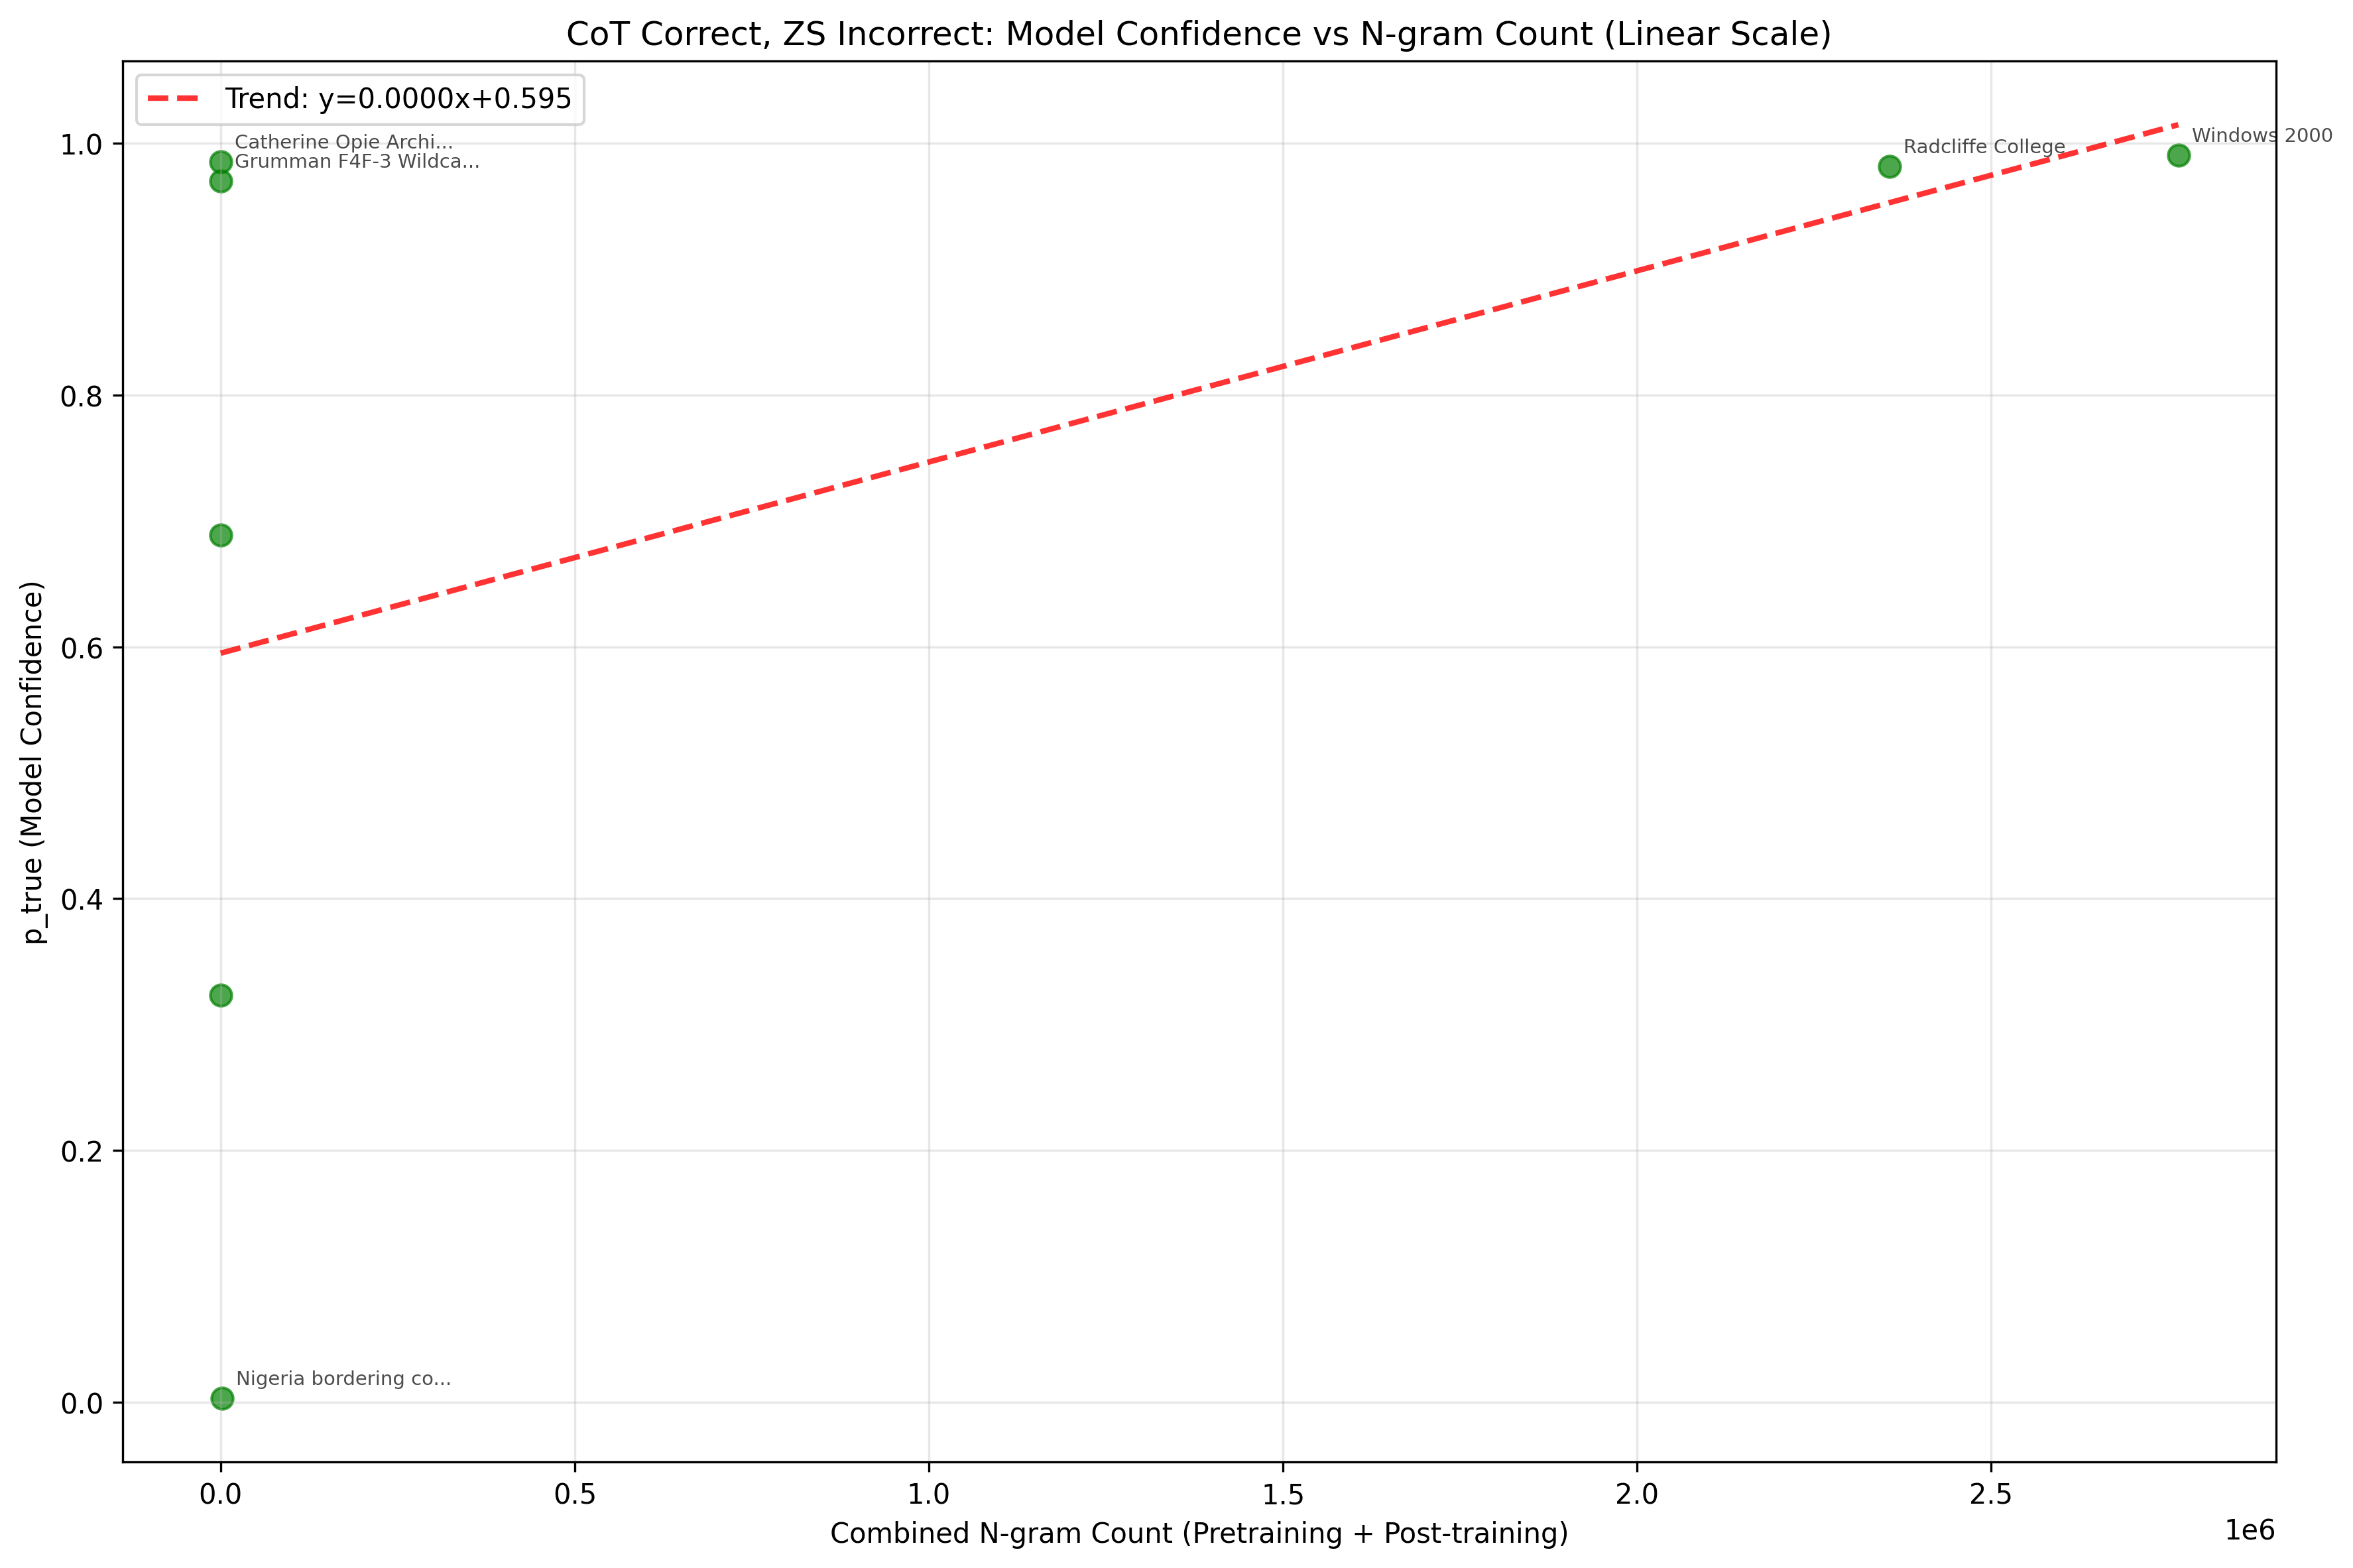 CoT Correct, ZS Incorrect: Model Confidence vs N-gram Count (Linear Scale)
Trend: y=0.0000x+0.595
Catherine Opie Archi...
Grumman F4F-3 Wildca...
Radcliffe College
Windows 2000
Nigeria bordering co...
p_true (Model Confidence)
1.0
0.8
0.6
0.4
0.2
0.0
0.0 0.5 1.0 1.5 2.0 2.5
1e6
Combined N-gram Count (Pretraining + Post-training)